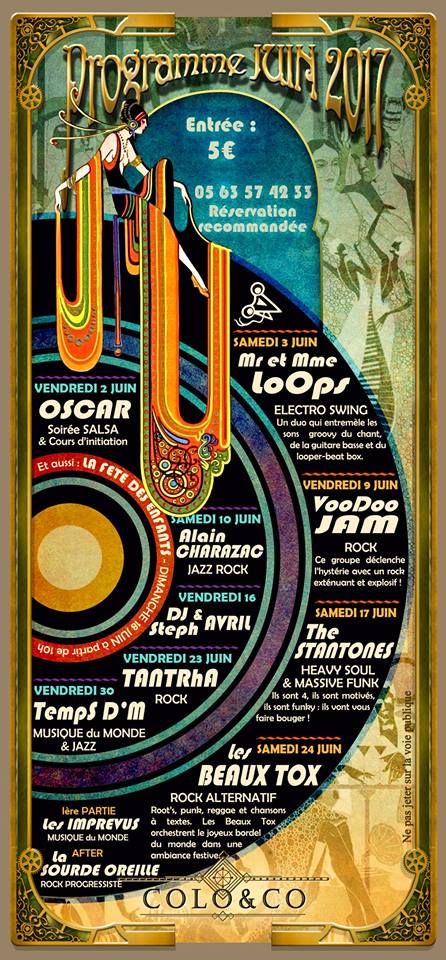 Programme JUIN 2017
Entrée :
5€
05 63 57 42 33
Réservation
recommandée
VENDREDI 2 JUIN
OSCAR
Soirée SALSA
& Cours d'initiation
SAMEDI 3 JUIN
Mr et Mme
LoOps
ELECTRO SWING
Un duo qui entremêle les
sons groovy du chant,
de la guitare basse et du
looper-beat box.
Et aussi : LA FETE DES ENFANTS - DIMANCHE 18 JUIN à partir de 10h
VENDREDI 9 JUIN
VooDoo
JAM
ROCK
Ce groupe déclenche
l'hystérie avec un rock
exténuant et explosif !
SAMEDI 10 JUIN
Alain
CHARAZAC
JAZZ ROCK
VENDREDI 16
DJ &
Steph AVRIL
SAMEDI 17 JUIN
The
STANTONES
HEAVY SOUL
& MASSIVE FUNK
Ils sont 4, ils sont motivés,
ils sont funky : ils vont vous
faire bouger !
VENDREDI 23 JUIN
TANTRhA
ROCK
VENDREDI 30
TempS D'M
MUSIQUE du MONDE
& JAZZ
SAMEDI 24 JUIN
Les
BEAUX TOX
ROCK ALTERNATIF
Root's, punk, reggae et chansons
à textes. Les Beaux Tox
orchestrent le joyeux bordel
du monde dans une
ambiance festive.
1ère PARTIE
Les IMPREVUS
MUSIQUE du MONDE
La AFTER
SOURDE OREILLE
ROCK PROGRESSISTE
COLO&CO
Ne pas jeter sur la voie publique